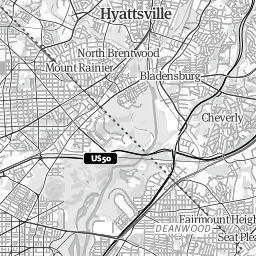 Hyattsville
North Brentwood
Mount Rainier
Bladensburg
Cheverly
US50
Fairmount Heigh
DEANWOOD
Seat Plea